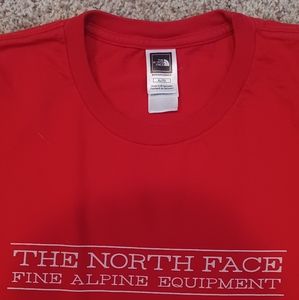 THE NORTH FACE
FINE ALPINE EQUIPMENT